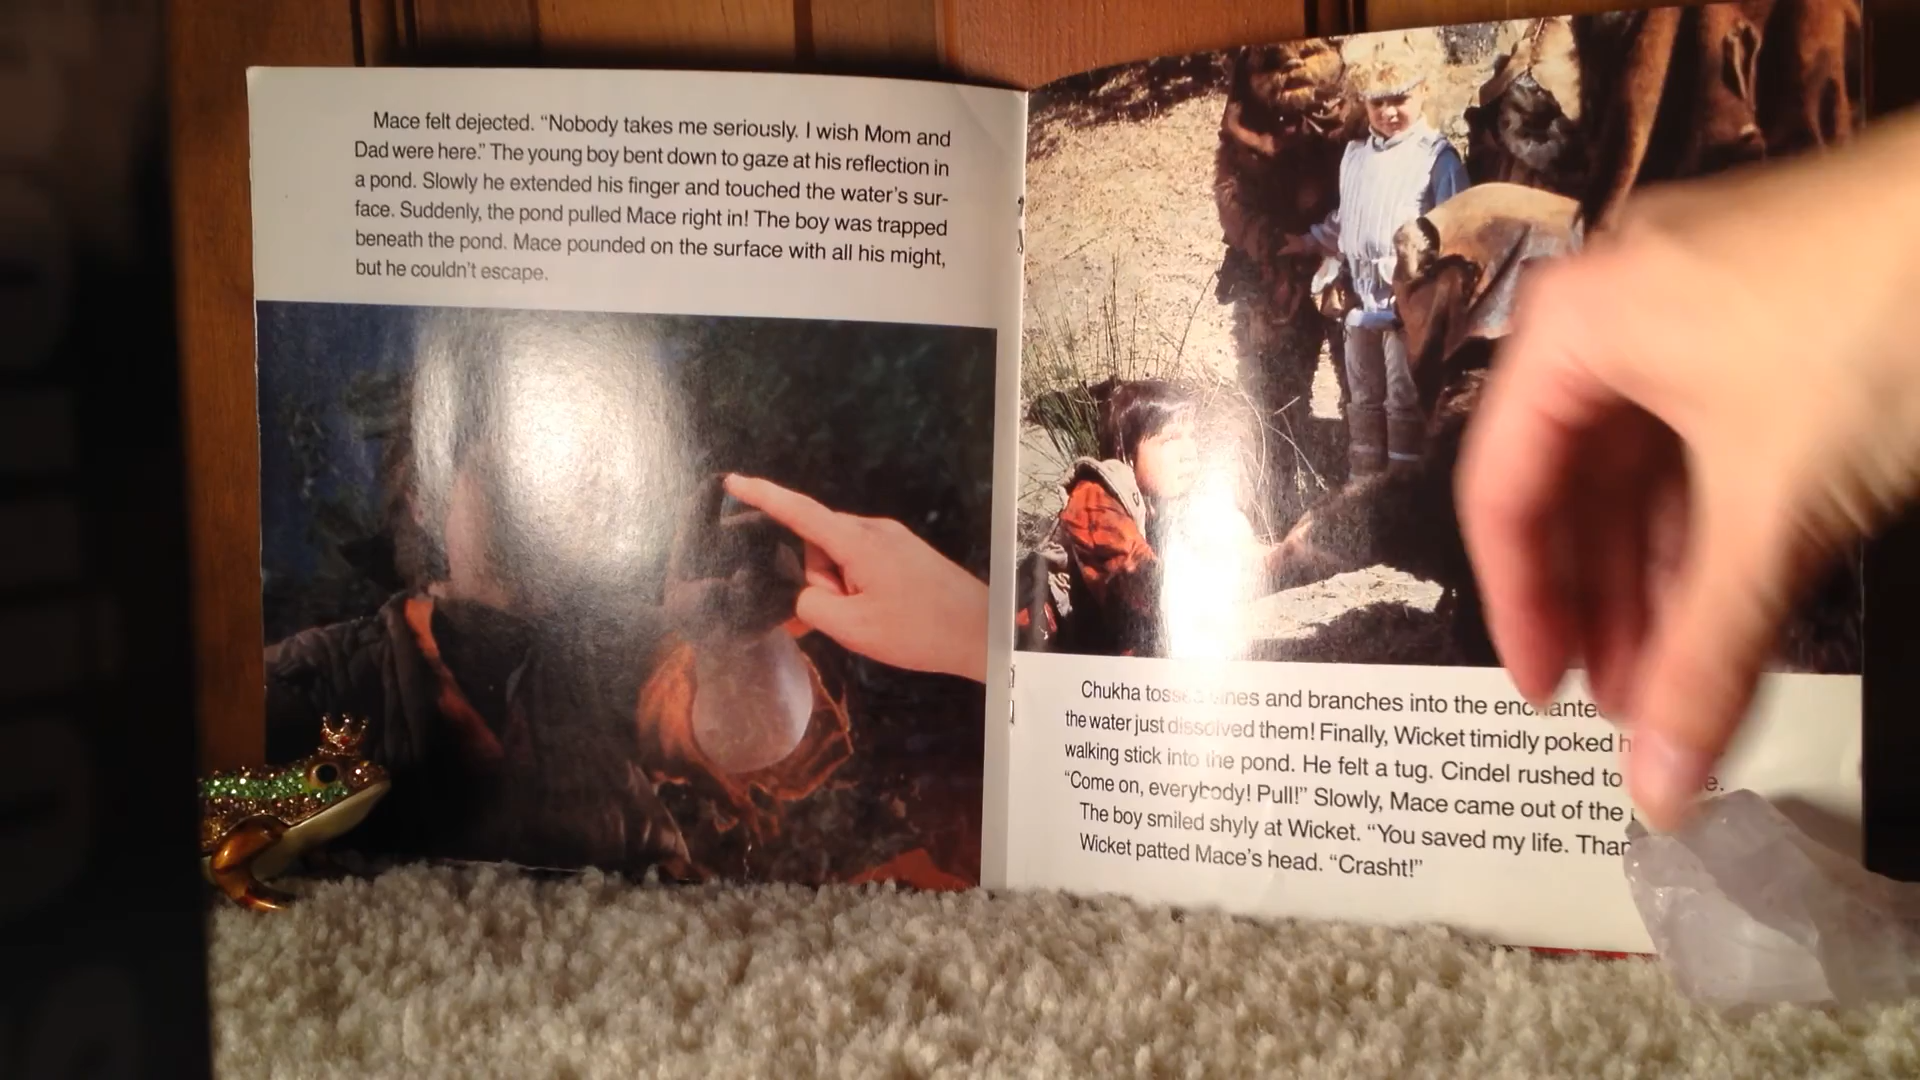 Mace felt dejected. “Nobody takes me seriously. I wish Mom and
Dad were here.” The young boy bent down to gaze at his reflection in
a pond. Slowly he extended his finger and touched the water’s sur-
face. Suddenly, the pond pulled Mace right in! The boy was trapped
beneath the pond. Mace pounded on the surface with all his might,
but he couldn’t escape.
Chukha tossed vines and branches into the
the water just dissolved them! Finally, Wicket timidly poked
walking stick into the pond. He felt a tug. Cindel rushed to
“Come on, everybody! Pull!” Slowly, Mace came out of the
The boy smiled shyly at Wicket. “You saved my life.
Wicket patted Mace’s head. “Crasht!”